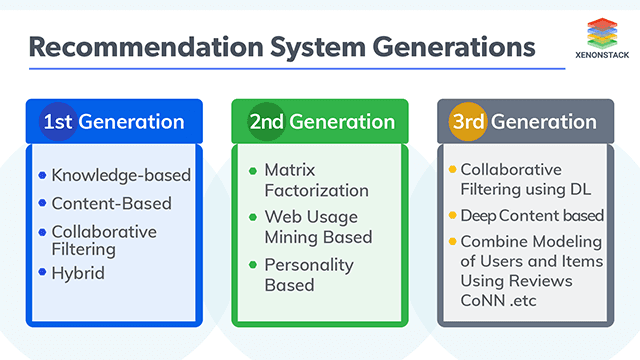 Recommendation System Generations
XENONSTACK
1st Generation
Knowledge-based
Content-Based
Collaborative
Filtering
Hybrid
2nd Generation
Matrix
Factorization
Web Usage
Mining Based
Personality
Based
3rd Generation
Collaborative
Filtering using DL
Deep Content based
Combine Modeling
of Users and Items
Using Reviews
CoNN .etc